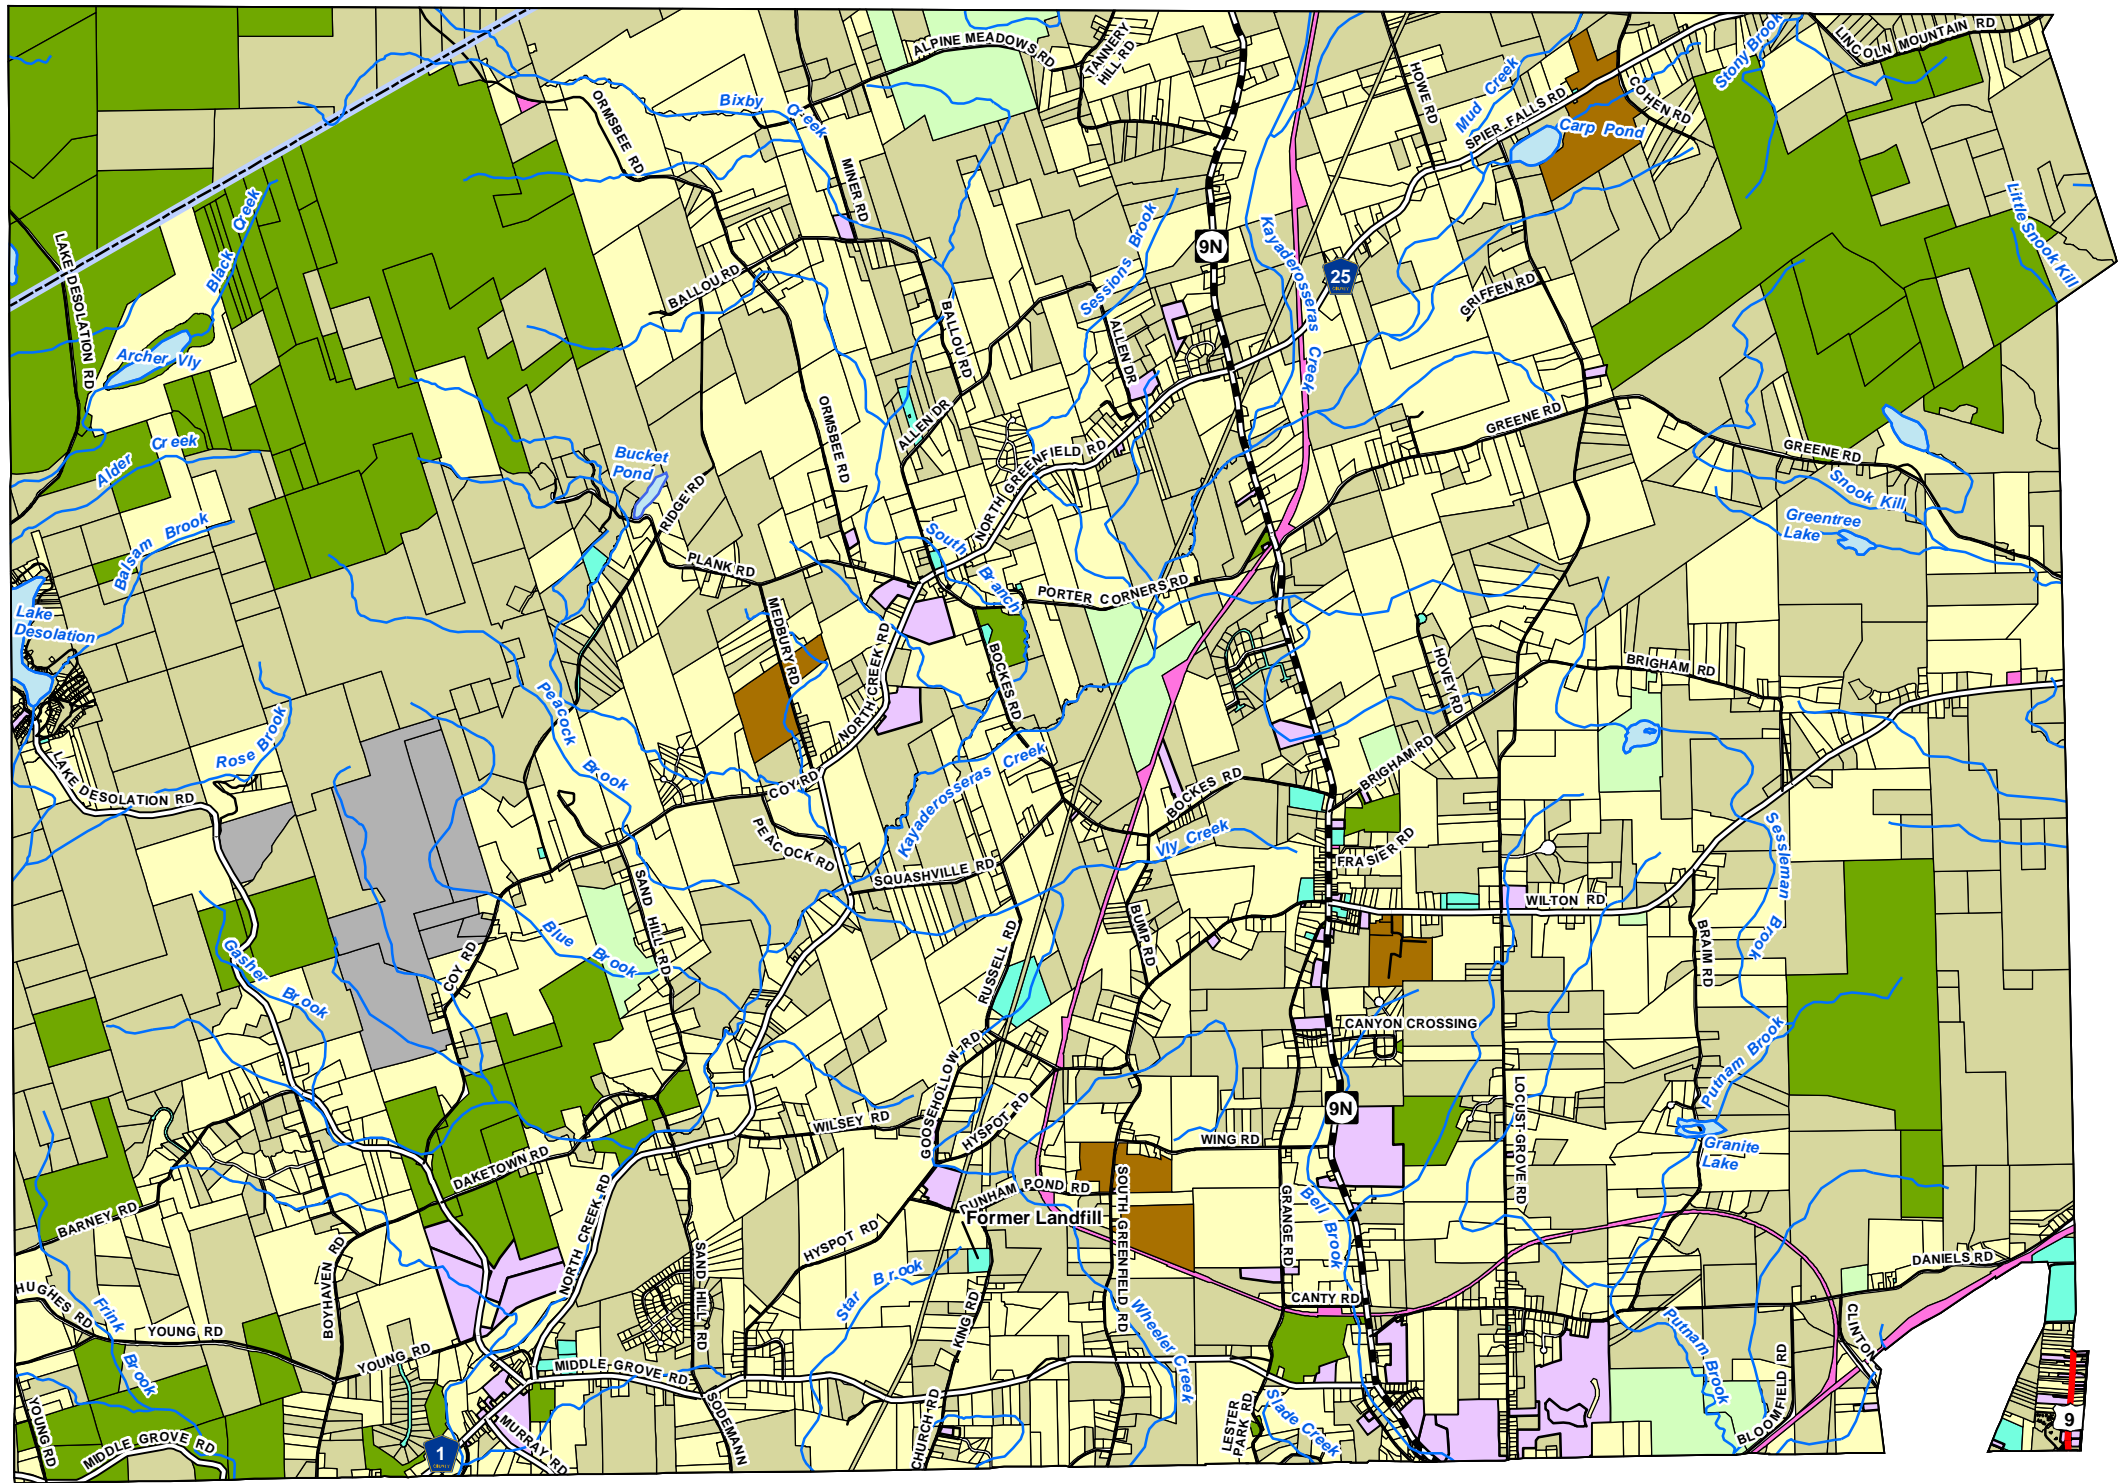 LINCOLN MOUNTAIN RD
ALPINE MEADOWS RD
TANNERY
HILL RD
Stony Brook
HOWE RD
Mud Creek
COHEN RD
SPIER FALLS RD
Carp Pond
ORMSBEE RD
Bixby Creek
MINER RD
Little Snook Kill
Black Creek
LAKE DESOLATION RD
Sessions Brook
9N
Kayaderosseras Creek
25
BALLOU RD
GRIFFEN RD
BALLOU RD
ALLEN DR
Archer Vly
ORMSBEE RD
ALLEN DR
GREENE RD
GREENE RD
Alder Creek
Bucket
Pond
NORTH GREENFIELD RD
RIDGE RD
Snook Kill
Greentree
Lake
Balsam Brook
South Branch
PLANK RD
PORTER CORNERS RD
MEDBURY RD
Lake
Desolation
NORTH CREEK RD
BOCKES RD
HOVEY RD
BRIGHAM RD
Peacock Brook
Rose Brook
LAKE DESOLATION RD
COY RD
Kayaderosseras Creek
BOCKES RD
BRIGHAM RD
PEACOCK RD
Vly Creek
FRASIER RD
Sessleman Brook
SQUASHVILLE RD
SAND HILL RD
WILTON RD
BUMP RD
BRAIM RD
Blue Brook
Gasher Brook
COY RD
RUSSELL RD
CANYON CROSSING
GOOSEHOLLOW RD
HYSPOT RD
LOCUST GROVE RD
Putnam Brook
9N
WILSEY RD
WING RD
Granite
Lake
DAKETOWN RD
BARNEY RD
DUNHAM POND RD
Former Landfill
SOUTH GREENFIELD RD
GRANGE RD
Bell Brook
NORTH CREEK RD
HYSPOT RD
BOYHAVEN RD
SAND HILL RD
Star Brook
DANIELS RD
HUGHES RD
Frink Brook
YOUNG RD
CANTY RD
KING RD
Wheeler Creek
Putnam Brook
CLINTON
YOUNG RD
MIDDLE GROVE RD
BLOOMFIELD RD
YOUNG RD
MIDDLE GROVE RD
1
MURRAY RD
SODEMANN
CHURCH RD
LESTER
PARK RD
Slade Creek
9